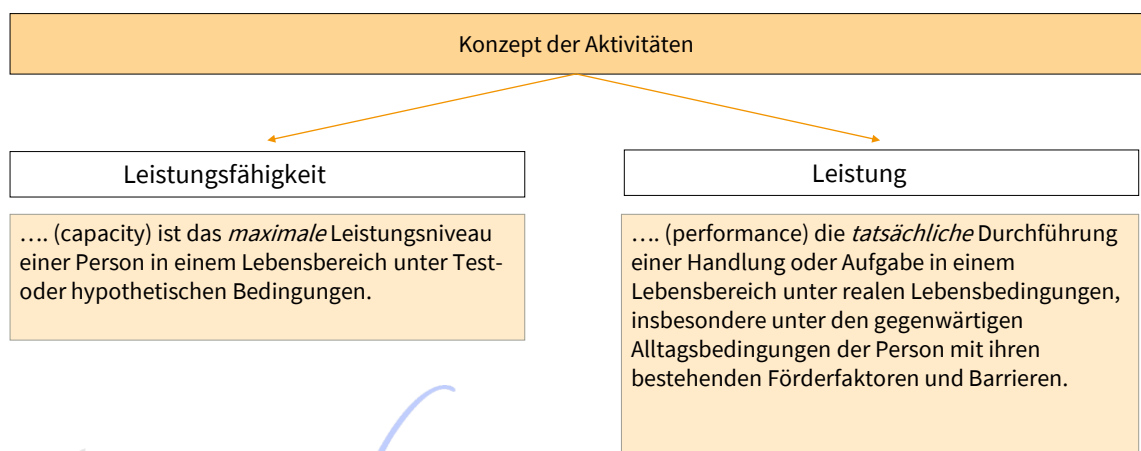 Konzept der Aktivitäten
Leistungsfähigkeit
Leistung
…. (capacity) ist das maximale Leistungsniveau
einer Person in einem Lebensbereich unter Test-
oder hypothetischen Bedingungen.
…. (performance) die tatsächliche Durchführung
einer Handlung oder Aufgabe in einem
Lebensbereich unter realen Lebensbedingungen,
insbesondere unter den gegenwärtigen
Alltagsbedingungen der Person mit ihren
bestehenden Förderfaktoren und Barrieren.